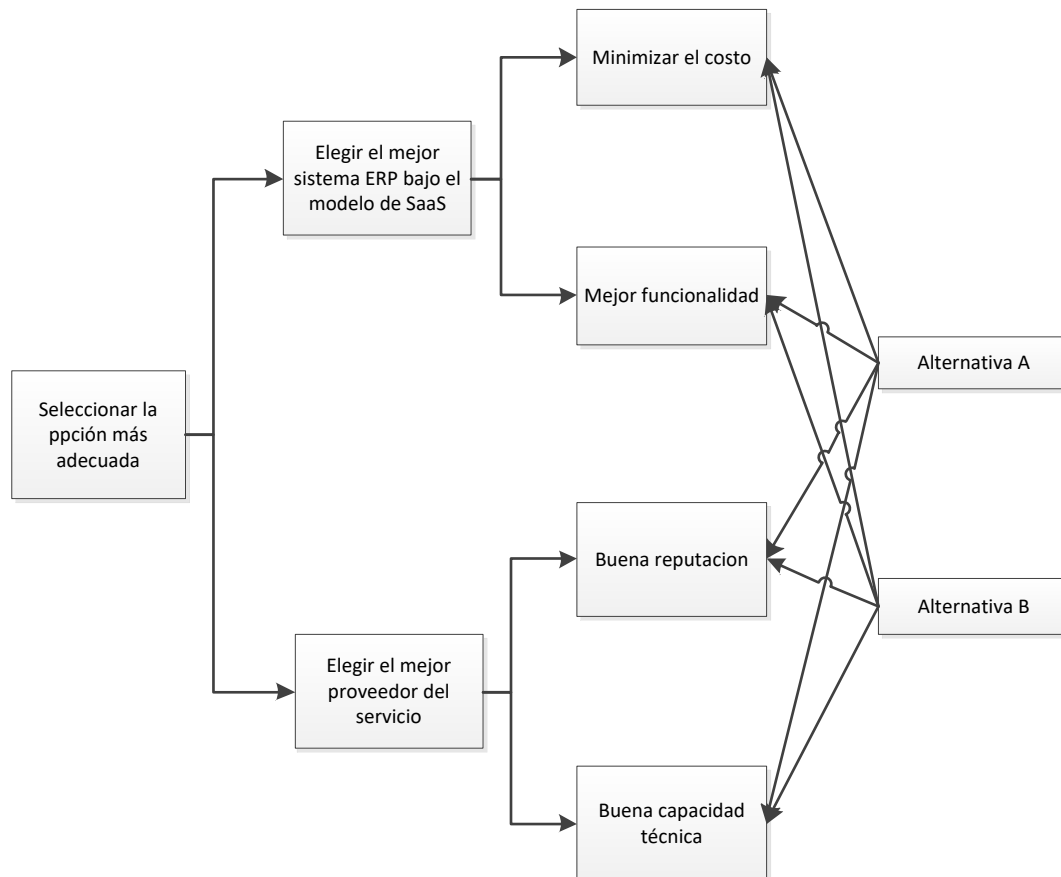 Minimizar el costo
Elegir el mejor
sistema ERP bajo el
modelo de SaaS
Mejor funcionalidad
Alternativa A
Seleccionar la
ppción más
adecuada
Buena reputacion
Alternativa B
Elegir el mejor
proveedor del
servicio
Buena capacidad
técnica